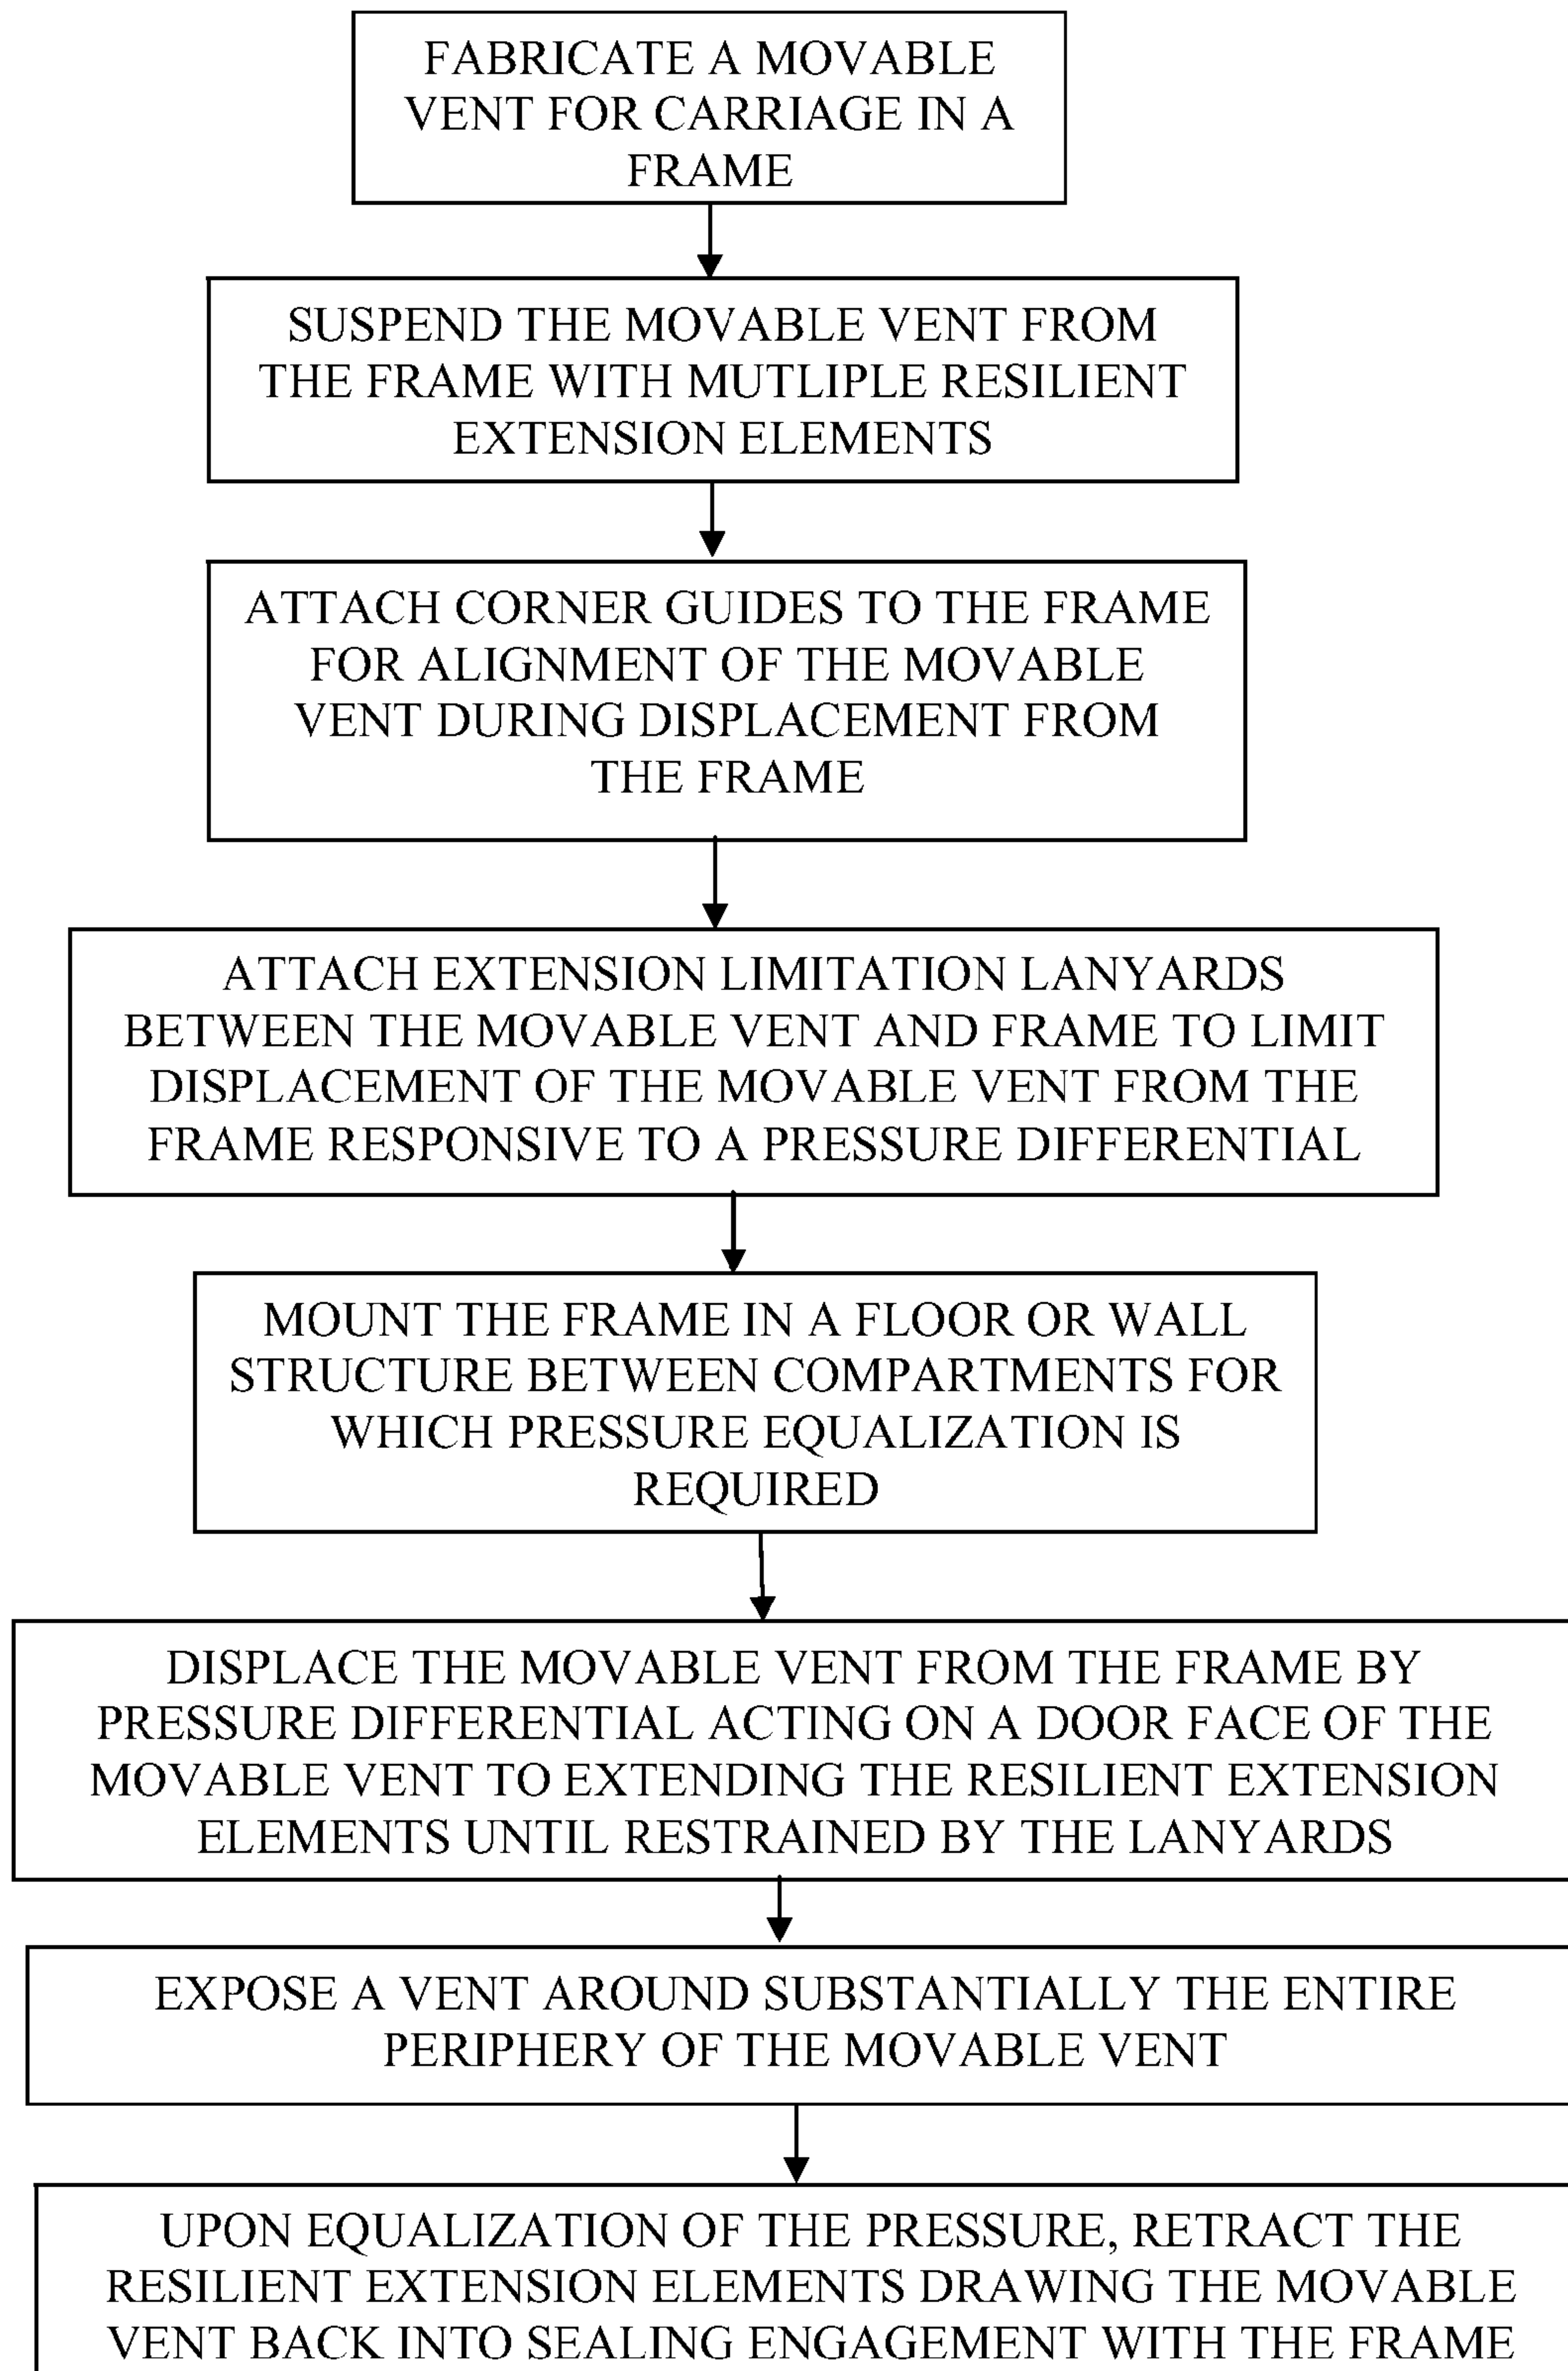 FABRICATE A MOVABLE
VENT FOR CARRIAGE IN A
FRAME
SUSPEND THE MOVABLE VENT FROM
THE FRAME WITH MUTLIPLE RESILIENT
EXTENSION ELEMENTS
ATTACH CORNER GUIDES TO THE FRAME
FOR ALIGNMENT OF THE MOVABLE
VENT DURING DISPLACEMENT FROM
THE FRAME
ATTACH EXTENSION LIMITATION LANYARDS
BETWEEN THE MOVABLE VENT AND FRAME TO LIMIT
DISPLACEMENT OF THE MOVABLE VENT FROM THE
FRAME RESPONSIVE TO A PRESSURE DIFFERENTIAL
MOUNT THE FRAME IN A FLOOR OR WALL
STRUCTURE BETWEEN COMPARTMENTS FOR
WHICH PRESSURE EQUALIZATION IS
REQUIRED
DISPLACE THE MOVABLE VENT FROM THE FRAME BY
PRESSURE DIFFERENTIAL ACTING ON A DOOR FACE OF THE
MOVABLE VENT TO EXTENDING THE RESILIENT EXTENSION
ELEMENTS UNTIL RESTRAINED BY THE LANYARDS
EXPOSE A VENT AROUND SUBSTANTIALLY THE ENTIRE
PERIPHERY OF THE MOVABLE VENT
UPON EQUALIZATION OF THE PRESSURE, RETRACT THE
RESILIENT EXTENSION ELEMENTS DRAWING THE MOVABLE
VENT BACK INTO SEALING ENGAGEMENT WITH THE FRAME